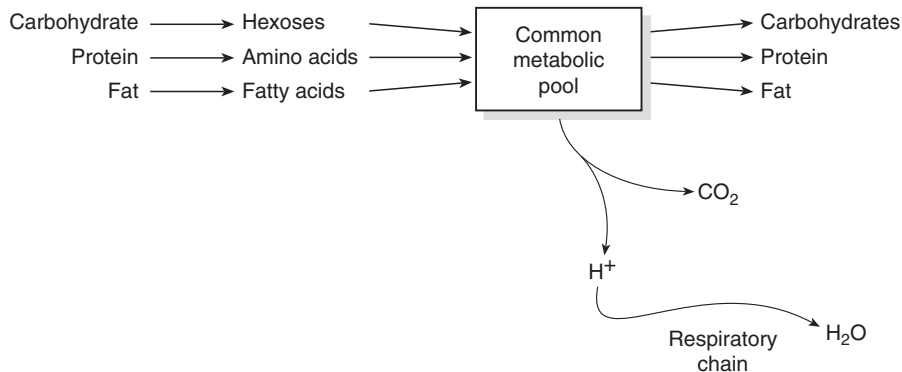 Carbohydrate Hexoses Common Carbohydrates
Protein Amino acids metabolic Protein
Fat Fatty acids pool Fat
CO₂
H⁺
H₂O
Respiratory
chain